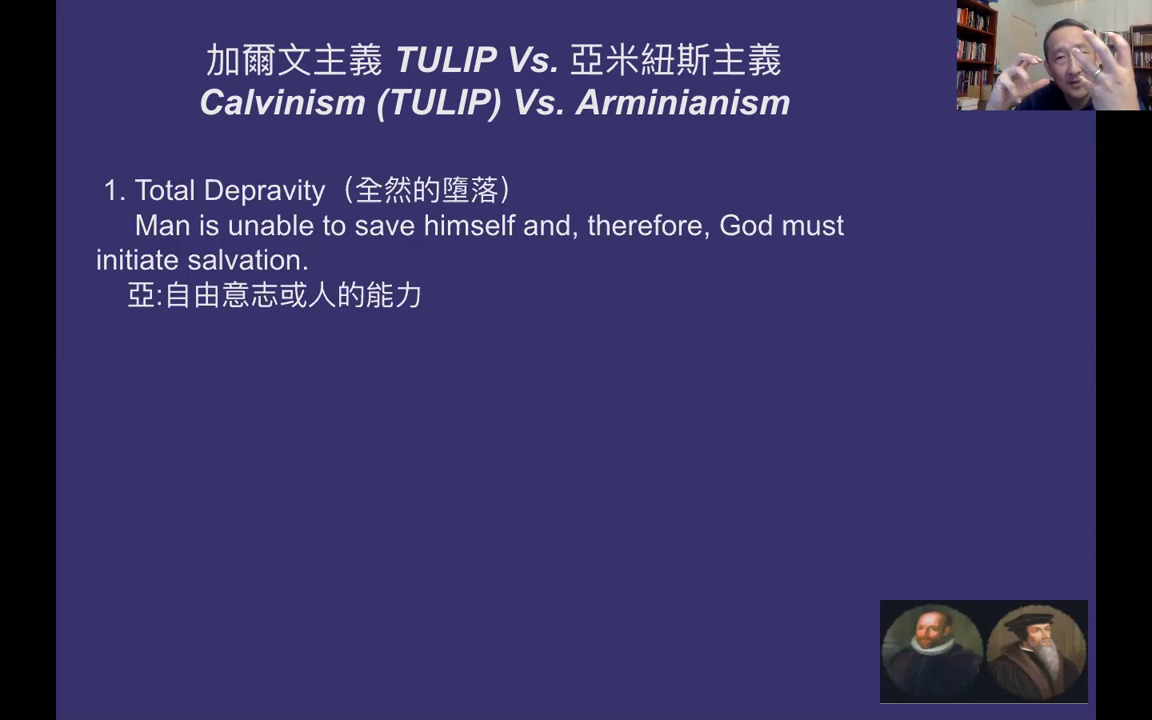 加爾文主義 TULIP Vs. 亞米紐斯主義
Calvinism (TULIP) Vs. Arminianism
1. Total Depravity（全然的墮落）
Man is unable to save himself and, therefore, God must
initiate salvation.
亞:自由意志或人的能力